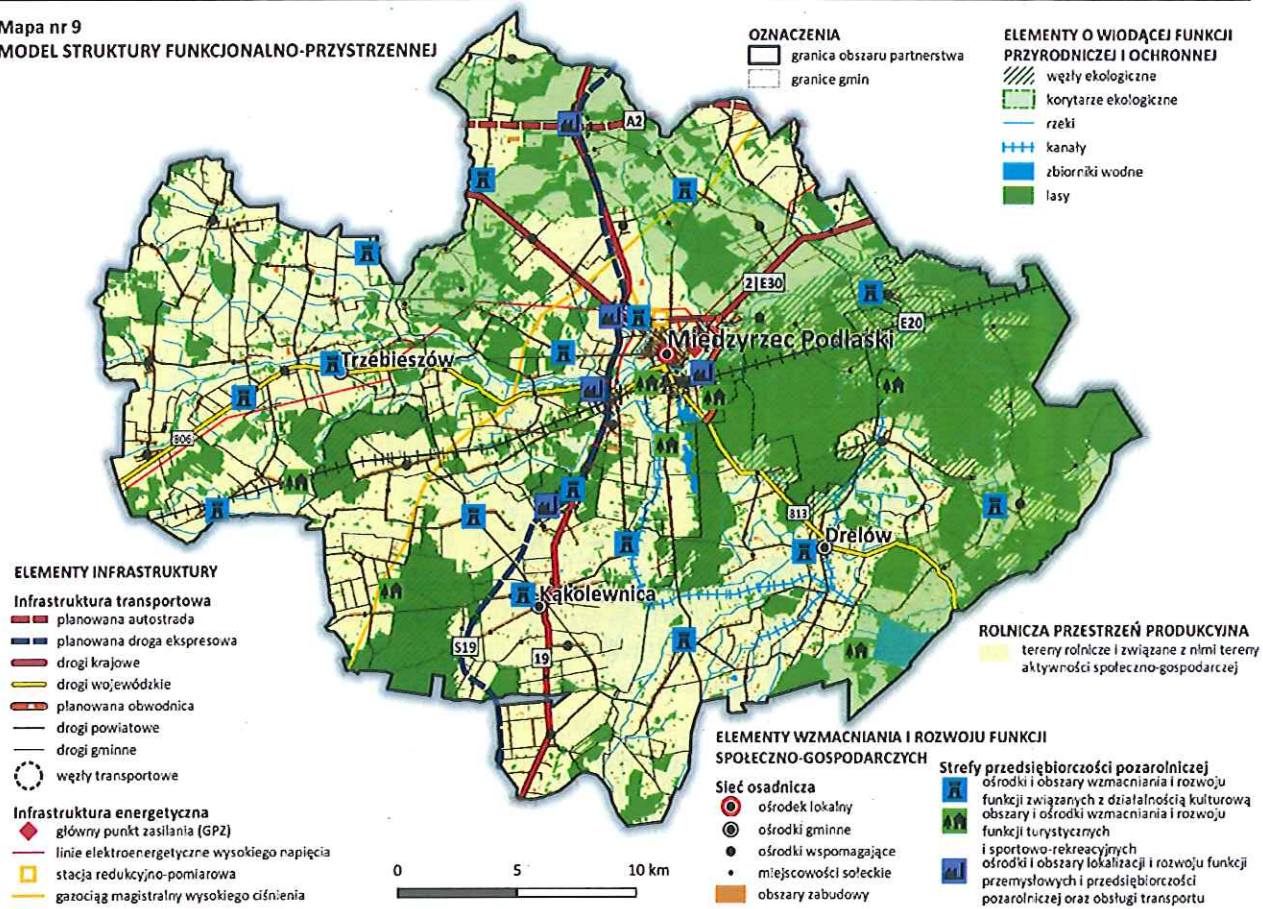 Mapa nr 9
MODEL STRUKTURY FUNKCJONALNO-PRZYSTRZENNEJ
OZNACZENIA
granica obszaru partnerstwa
granice gmin
ELEMENTY O WIODĄCEJ FUNKCJI
PRZYRODNICZEJ I OCHRONNEJ
węzły ekologiczne
korytarze ekologiczne
rzeki
kanały
zbiorniki wodne
lasy
A2
2|E30
E20
Międzyrzec Podlaski
Trzebieszów
806
813
Drelów
Kąkolewnica
S19
19
ELEMENTY INFRASTRUKTURY
Infrastruktura transportowa
planowana autostrada
planowana droga ekspresowa
drogi krajowe
drogi wojewódzkie
planowana obwodnica
drogi powiatowe
drogi gminne
węzły transportowe
Infrastruktura energetyczna
główny punkt zasilania (GPZ)
linie elektroenergetyczne wysokiego napięcia
stacja redukcyjno-pomiarowa
gazociąg magistralny wysokiego ciśnienia
0 5 10 km
ROLNICZA PRZESTRZEŃ PRODUKCYJNA
tereny rolnicze i związane z nimi tereny
aktywności społeczno-gospodarczej
ELEMENTY WZMACNIANIA I ROZWOJU FUNKCJI
SPOŁECZNO-GOSPODARCZYCH
Sieć osadnicza
ośrodek lokalny
ośrodki gminne
ośrodki wspomagające
miejscowości sołeckie
obszary zabudowy
Strefy przedsiębiorczości pozarolniczej
ośrodki i obszary wzmacniania i rozwoju
funkcji związanych z działalnością kulturową
obszary i ośrodki wzmacniania i rozwoju
funkcji turystycznych
i sportowo-rekreacyjnych
ośrodki i obszary lokalizacji i rozwoju funkcji
przemysłowych i przedsiębiorczości
pozarolniczej oraz obsługi transportu